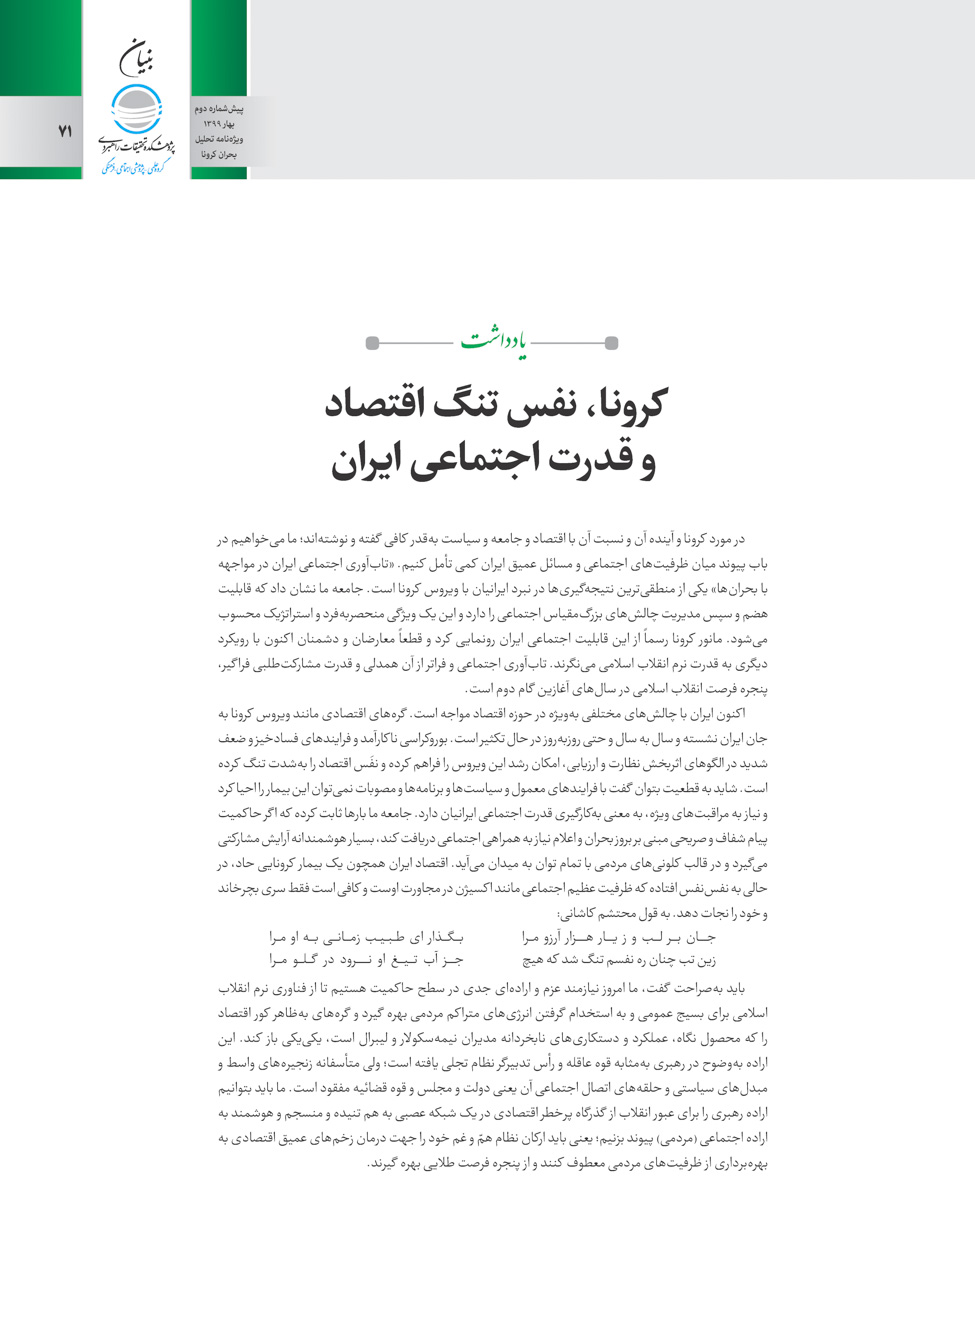 بنیان
پژوهشکده تحقیقات راهبردی
گروه علمی - پژوهشی اجتماعی - فرهنگی
پیش‌شماره دوم
بهار ۱۳۹۹
ویژه‌نامه تحلیل
بحران کرونا
۷۱
یادداشت
کرونا، نفس تنگ اقتصاد
و قدرت اجتماعی ایران
در مورد کرونا و آینده آن و نسبت آن با اقتصاد و جامعه و سیاست به‌قدر کافی گفته و نوشته‌اند؛ ما می‌خواهیم در
باب پیوند میان ظرفیت‌های اجتماعی و مسائل عمیق ایران کمی تأمل کنیم. «تاب‌آوری اجتماعی ایران در مواجهه
با بحران‌ها» یکی از منطقی‌ترین نتیجه‌گیری‌ها در نبرد ایرانیان با ویروس کرونا است. جامعه ما نشان داد که قابلیت
هضم و سپس مدیریت چالش‌های بزرگ‌مقیاس اجتماعی را دارد و این یک ویژگی منحصربه‌فرد و استراتژیک محسوب
می‌شود. مانور کرونا رسماً از این قابلیت اجتماعی ایران رونمایی کرد و قطعاً معارضان و دشمنان اکنون با رویکرد
دیگری به قدرت نرم انقلاب اسلامی می‌نگرند. تاب‌آوری اجتماعی و فراتر از آن همدلی و قدرت مشارکت‌طلبی فراگیر،
پنجره فرصت انقلاب اسلامی در سال‌های آغازین گام دوم است.
اکنون ایران با چالش‌های مختلفی به‌ویژه در حوزه اقتصاد مواجه است. گره‌های اقتصادی مانند ویروس کرونا به
جان ایران نشسته و سال به سال و حتی روزبه‌روز در حال تکثیر است. بوروکراسی ناکارآمد و فرایندهای فسادخیز و ضعف
شدید در الگوهای اثربخش نظارت و ارزیابی، امکان رشد این ویروس را فراهم کرده و نفَس اقتصاد را به‌شدت تنگ کرده
است. شاید به قطعیت بتوان گفت با فرایندهای معمول و سیاست‌ها و برنامه‌ها و مصوبات نمی‌توان این بیمار را احیا کرد
و نیاز به مراقبت‌های ویژه، به معنی به‌کارگیری قدرت اجتماعی ایرانیان دارد. جامعه ما بارها ثابت کرده که اگر حاکمیت
پیام شفاف و صریحی مبنی بر بروز بحران و اعلام نیاز به همراهی اجتماعی دریافت کند، بسیار هوشمندانه آرایش مشارکتی
می‌گیرد و در قالب کلونی‌های مردمی با تمام توان به میدان می‌آید. اقتصاد ایران همچون یک بیمار کرونایی حاد، در
حالی به نفس‌نفس افتاده که ظرفیت عظیم اجتماعی مانند اکسیژن در مجاورت اوست و کافی است فقط سری بچرخاند
و خود را نجات دهد. به قول محتشم کاشانی:
جــان بــر لــب و ز یــار هــزار آرزو مــرا بگــذار ای طــبیب زمــانــی بــه او مــرا
زین تب چنان ره نفسم تنگ شد که هیچ جــز آب تــیــغ او نــرود در گــلــو مــرا
باید به‌صراحت گفت، ما امروز نیازمند عزم و اراده‌ای جدی در سطح حاکمیت هستیم تا از فناوری نرم انقلاب
اسلامی برای بسیج عمومی و به استخدام گرفتن انرژی‌های متراکم مردمی بهره گیرد و گره‌های به‌ظاهر کور اقتصاد
را که محصول نگاه، عملکرد و دستکاری‌های نابخردانه مدیران نیمه‌سکولار و لیبرال است، یکی‌یکی باز کند. این
اراده به‌وضوح در رهبری به‌مثابه قوه عاقله و رأس تدبیرگر نظام تجلی یافته است؛ ولی متأسفانه زنجیره‌های واسط و
مبدل‌های سیاستی و حلقه‌های اتصال اجتماعی آن یعنی دولت و مجلس و قوه قضائیه مفقود است. ما باید بتوانیم
اراده رهبری را برای عبور انقلاب از گذرگاه پرخطر اقتصادی در یک شبکه عصبی به هم تنیده و منسجم و هوشمند به
اراده اجتماعی (مردمی) پیوند بزنیم؛ یعنی باید ارکان نظام همّ و غم خود را جهت درمان زخم‌های عمیق اقتصادی به
بهره‌برداری از ظرفیت‌های مردمی معطوف کنند و از پنجره فرصت طلایی بهره گیرند.